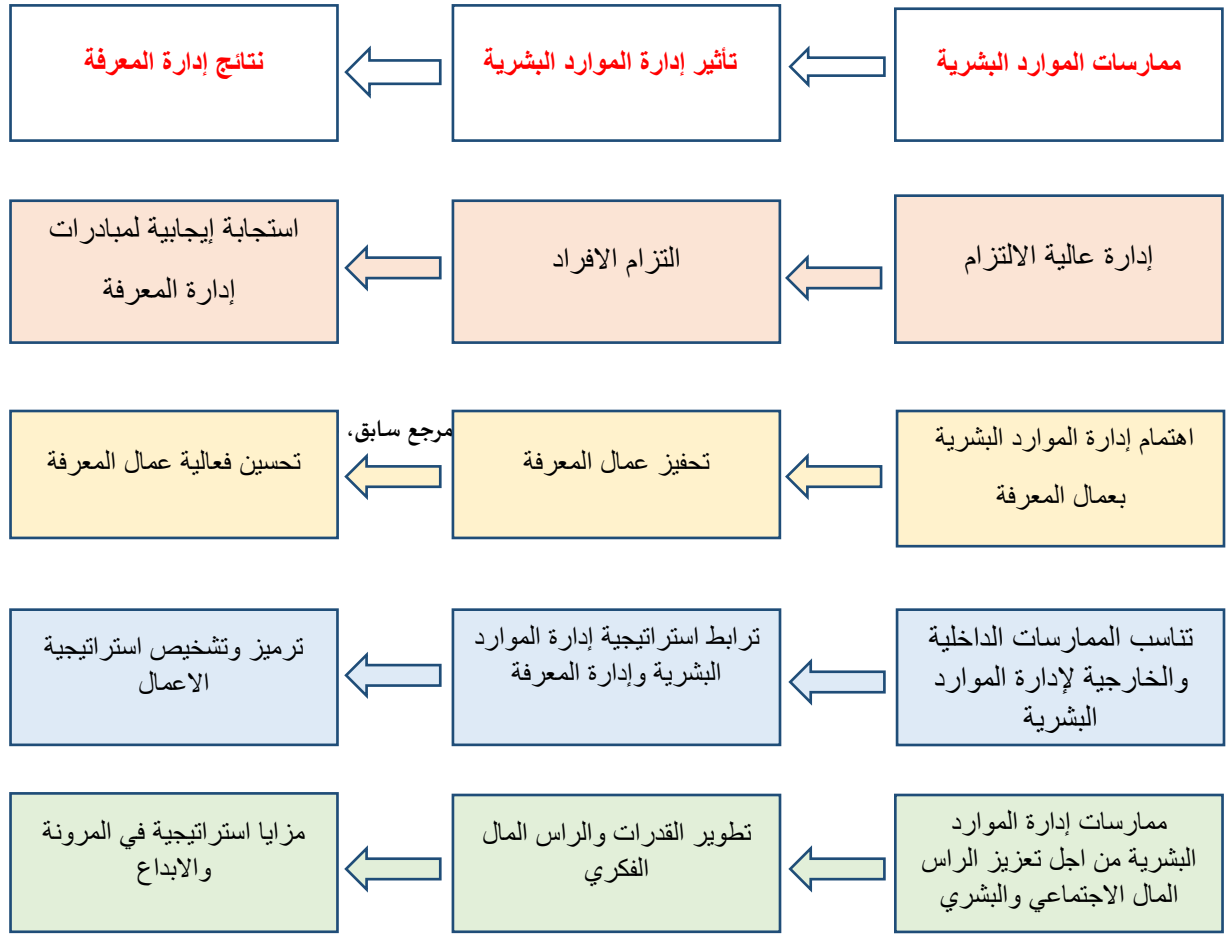 ممارسات الموارد البشرية
تأثير إدارة الموارد البشرية
نتائج إدارة المعرفة
إدارة عالية الالتزام
التزام الافراد
استجابة إيجابية لمبادرات
إدارة المعرفة
اهتمام إدارة الموارد البشرية
بعمال المعرفة
تحفيز عمال المعرفة
مرجع سابق،
تحسين فعالية عمال المعرفة
تناسب الممارسات الداخلية
والخارجية لإدارة الموارد
البشرية
ترابط استراتيجية إدارة الموارد
البشرية وإدارة المعرفة
ترميز وتشخيص استراتيجية
الاعمال
ممارسات إدارة الموارد
البشرية من اجل تعزيز الراس
المال الاجتماعي والبشري
تطوير القدرات والراس المال
الفكري
مزايا استراتيجية في المرونة
والابداع